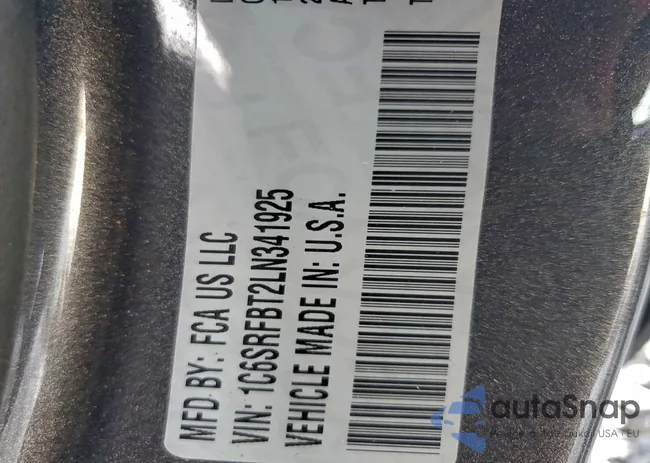 MFD BY: FCA US LLC
VIN: 1C6SRFBT2LN341925
VEHICLE MADE IN: U.S.A.
autoSnap